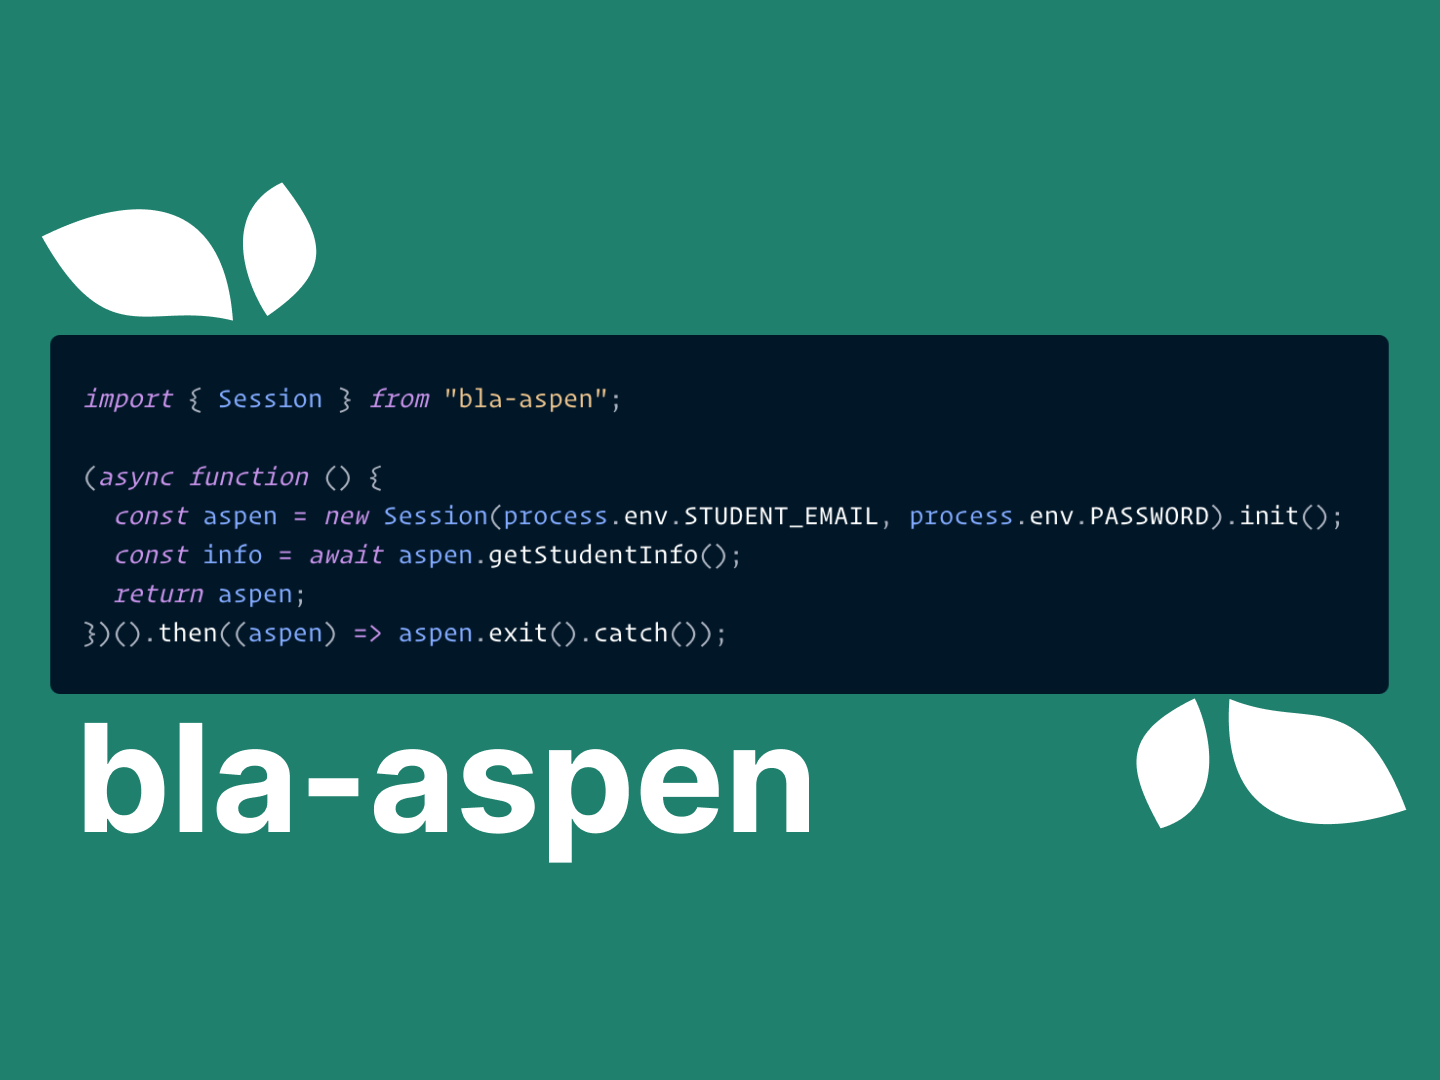 import { Session } from "bla-aspen";

(async function () {
  const aspen = new Session(process.env.STUDENT_EMAIL, process.env.PASSWORD).init();
  const info = await aspen.getStudentInfo();
  return aspen;
})().then((aspen) => aspen.exit().catch());
bla-aspen